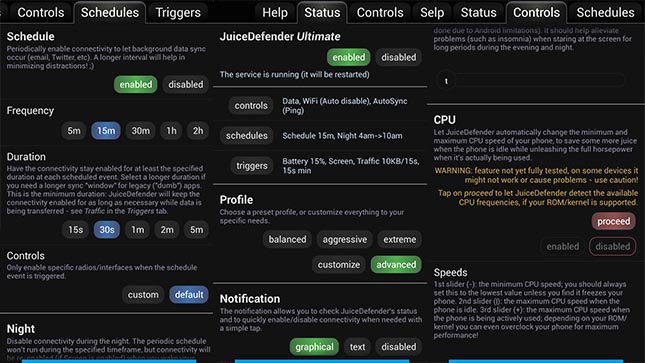 Controls
Schedules
Triggers
Schedule
Periodically enable connectivity to let background data sync
occur (email, Twitter, etc). A longer interval will help in
minimizing distractions! ;)
enabled disabled
Frequency
5m 15m 30m 1h 2h
Duration
Have the connectivity stay enabled for at least the specified
duration at each scheduled event. Select a longer duration if
you need a longer sync "window" for legacy ("dumb") apps.
This is the minimum duration: JuiceDefender will keep the
connectivity enabled for as long as necessary while data is
being transferred - see Traffic in the Triggers tab.
15s 30s 1m 2m 5m
Controls
Only enable specific radios/interfaces when the schedule
event is triggered.
custom default
Night
Disable connectivity during the night. The periodic schedule
won't run during the specified timeframe, but connectivity will
Help
Status
Controls
JuiceDefender Ultimate
enabled disabled
The service is running (it will be restarted)
controls
Data, WiFi (Auto disable), AutoSync
(Ping)
schedules
Schedule 15m, Night 4am->10am
triggers
Battery 15%, Screen, Traffic 10KB/15s,
15s min
Profile
Choose a preset profile, or customize everything to your
specific needs.
balanced aggressive extreme
customize advanced
Notification
The notification allows you to check JuiceDefender's status
and to quickly enable/disable connectivity when needed with
a simple tap.
graphical text disabled
Selp
Status
Controls
Schedules
done due to Android limitations). It should help alleviate
problems (such as insomnia) when staring at the screen for
long periods during the evening and night.
t
CPU
Let JuiceDefender automatically change the minimum and
maximum CPU speed of your phone, to save some more
juice when the phone is idle while unleashing the full horsepower
when it's actually being used.
WARNING: feature not yet fully tested, on some devices it
might not work or cause problems - use caution!
Tap on proceed to let JuiceDefender detect the available
CPU frequencies, if your ROM/kernel is supported.
proceed
enabled disabled
Speeds
1st slider (-): the minimum CPU speed; you should always
set this to the lowest value unless you find it freezes your
phone. 2nd slider (||): the maximum CPU speed when the
phone is idle. 3rd slider (+): the maximum CPU speed when
the phone is being actively used; depending on your ROM/
kernel you can even overclock your phone for maximum
performance!